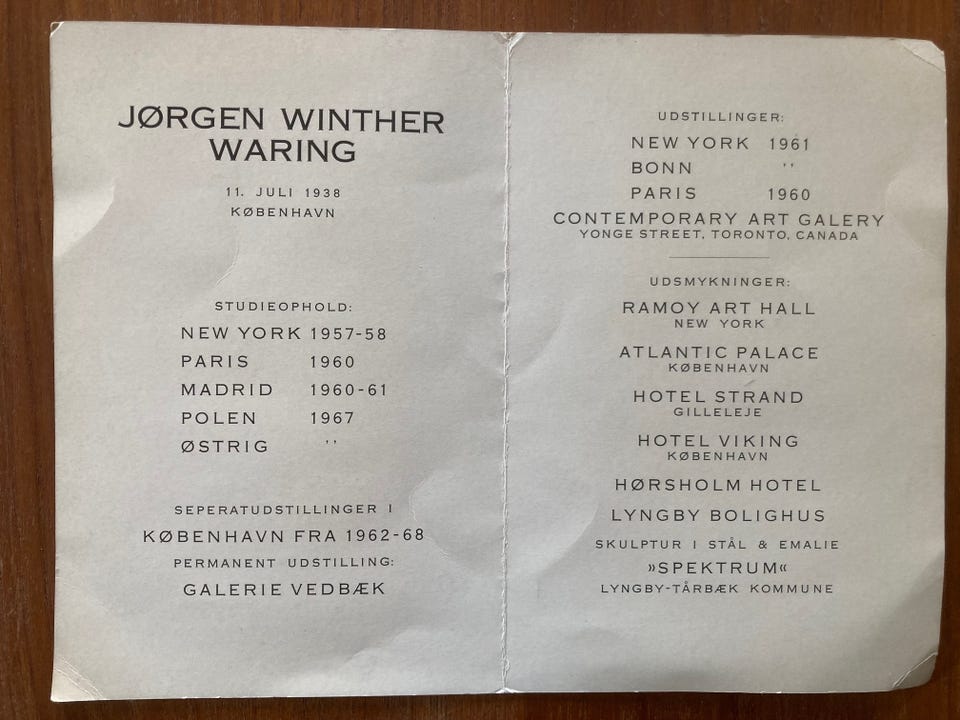 JØRGEN WINTHER
WARING
11. JULI 1938
KØBENHAVN
STUDIEOPHOLD:
NEW YORK 1957-58
PARIS 1960
MADRID 1960-61
POLEN 1967
ØSTRIG ''
SEPERATUDSTILLINGER I
KØBENHAVN FRA 1962-68
PERMANENT UDSTILLING:
GALERIE VEDBÆK
UDSTILLINGER:
NEW YORK 1961
BONN ''
PARIS 1960
CONTEMPORARY ART GALERY
YONGE STREET, TORONTO, CANADA
UDSMYKNINGER:
RAMOY ART HALL
NEW YORK
ATLANTIC PALACE
KØBENHAVN
HOTEL STRAND
GILLELEJE
HOTEL VIKING
KØBENHAVN
HØRSHOLM HOTEL
LYNGBY BOLIGHUS
SKULPTUR I STÅL & EMALIE
»SPEKTRUM«
LYNGBY-TÅRBÆK KOMMUNE